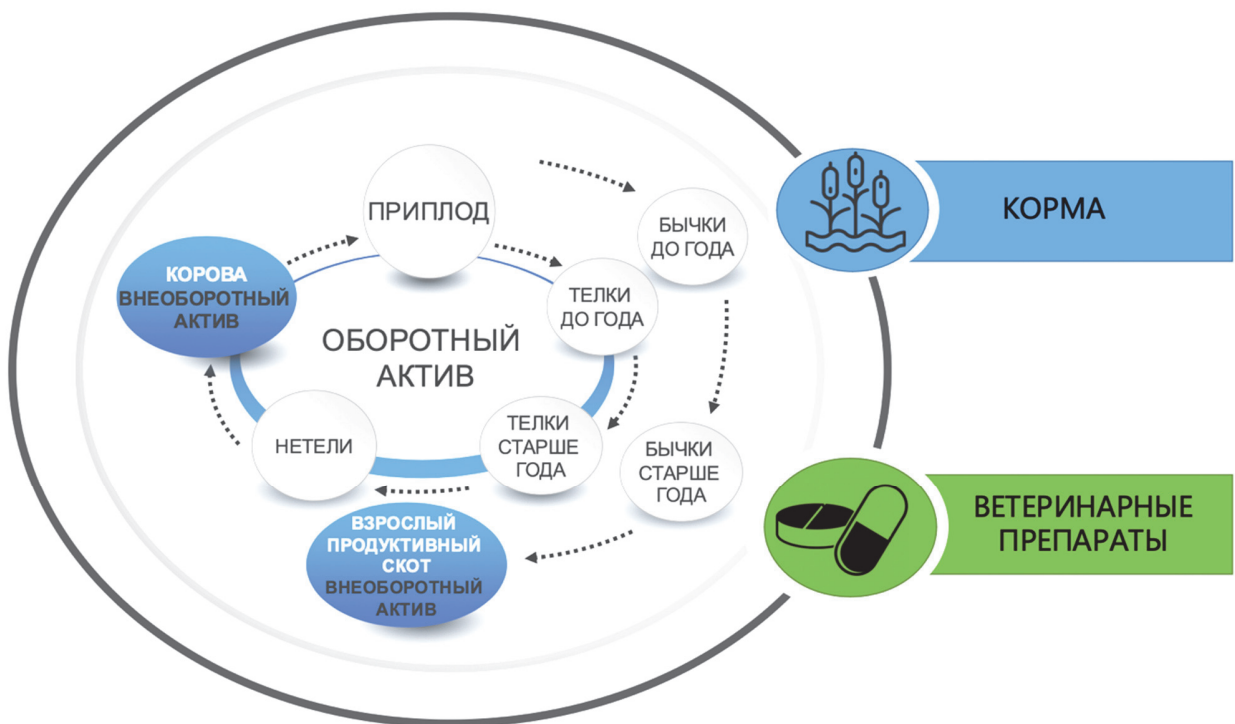 ПРИПЛОД
БЫЧКИ
ДО ГОДА
КОРМА
КОРОВА
ВНЕОБОРОТНЫЙ
АКТИВ
ТЕЛКИ
ДО ГОДА
ОБОРОТНЫЙ
АКТИВ
НЕТЕЛИ
ТЕЛКИ
СТАРШЕ
ГОДА
БЫЧКИ
СТАРШЕ
ГОДА
ВЗРОСЛЫЙ
ПРОДУКТИВНЫЙ
СКОТ
ВНЕОБОРОТНЫЙ
АКТИВ
ВЕТЕРИНАРНЫЕ
ПРЕПАРАТЫ